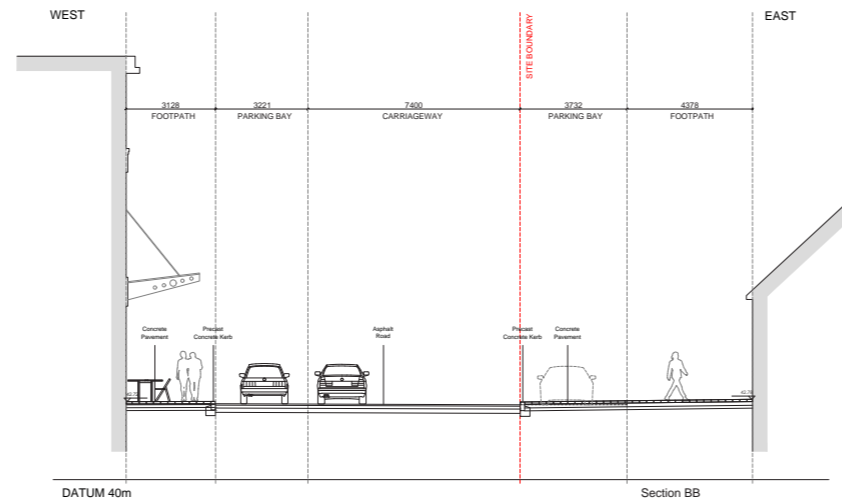 WEST
EAST
SITE BOUNDARY
3128
3221
7400
3732
4378
FOOTPATH
PARKING BAY
CARRIAGEWAY
PARKING BAY
FOOTPATH
Concrete
Pavement
Precast
Concrete Kerb
Asphalt
Road
Precast
Concrete Kerb
Concrete
Pavement
DATUM 40m
Section BB